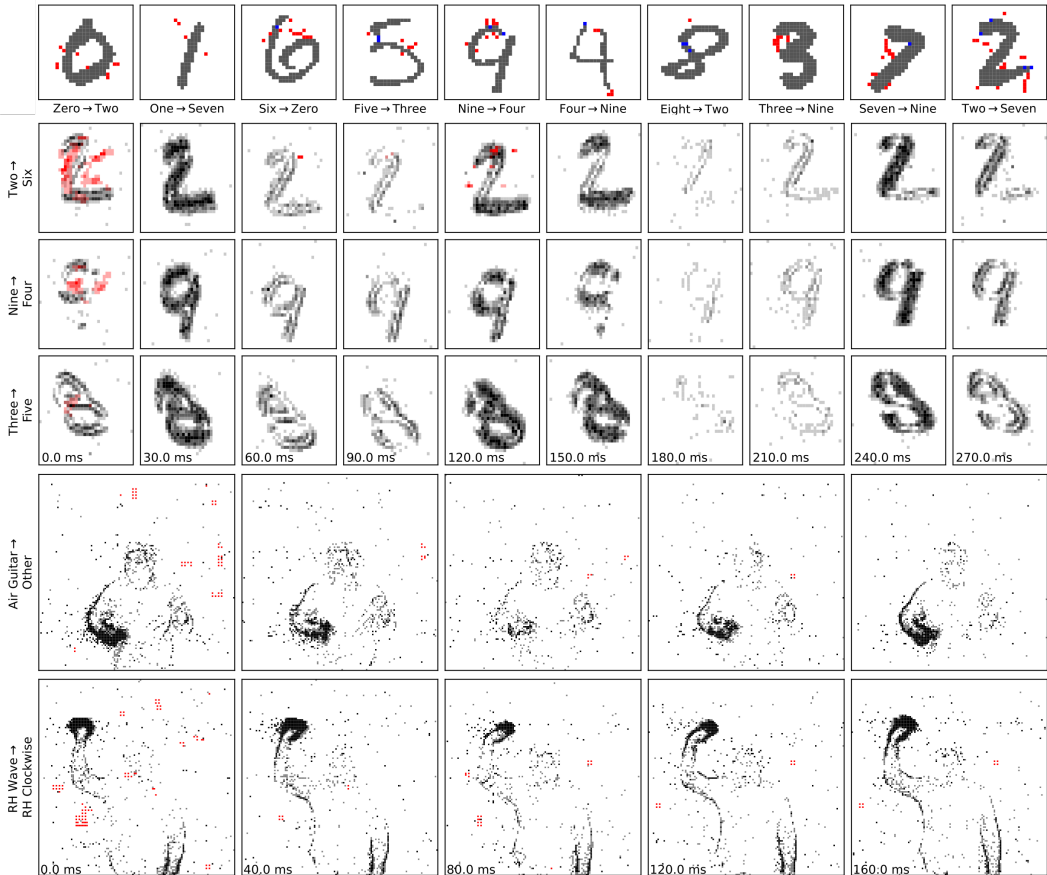 Zero→Two One→Seven Six→Zero Five→Three Nine→Four Four→Nine Eight→Two Three→Nine Seven→Nine Two→Seven
Two→
Six
Nine→
Four
Three→
Five
0.0 ms 30.0 ms 60.0 ms 90.0 ms 120.0 ms 150.0 ms 180.0 ms 210.0 ms 240.0 ms 270.0 ms
Air Guitar→
Other
RH Wave→
RH Clockwise
0.0 ms 40.0 ms 80.0 ms 120.0 ms 160.0 ms